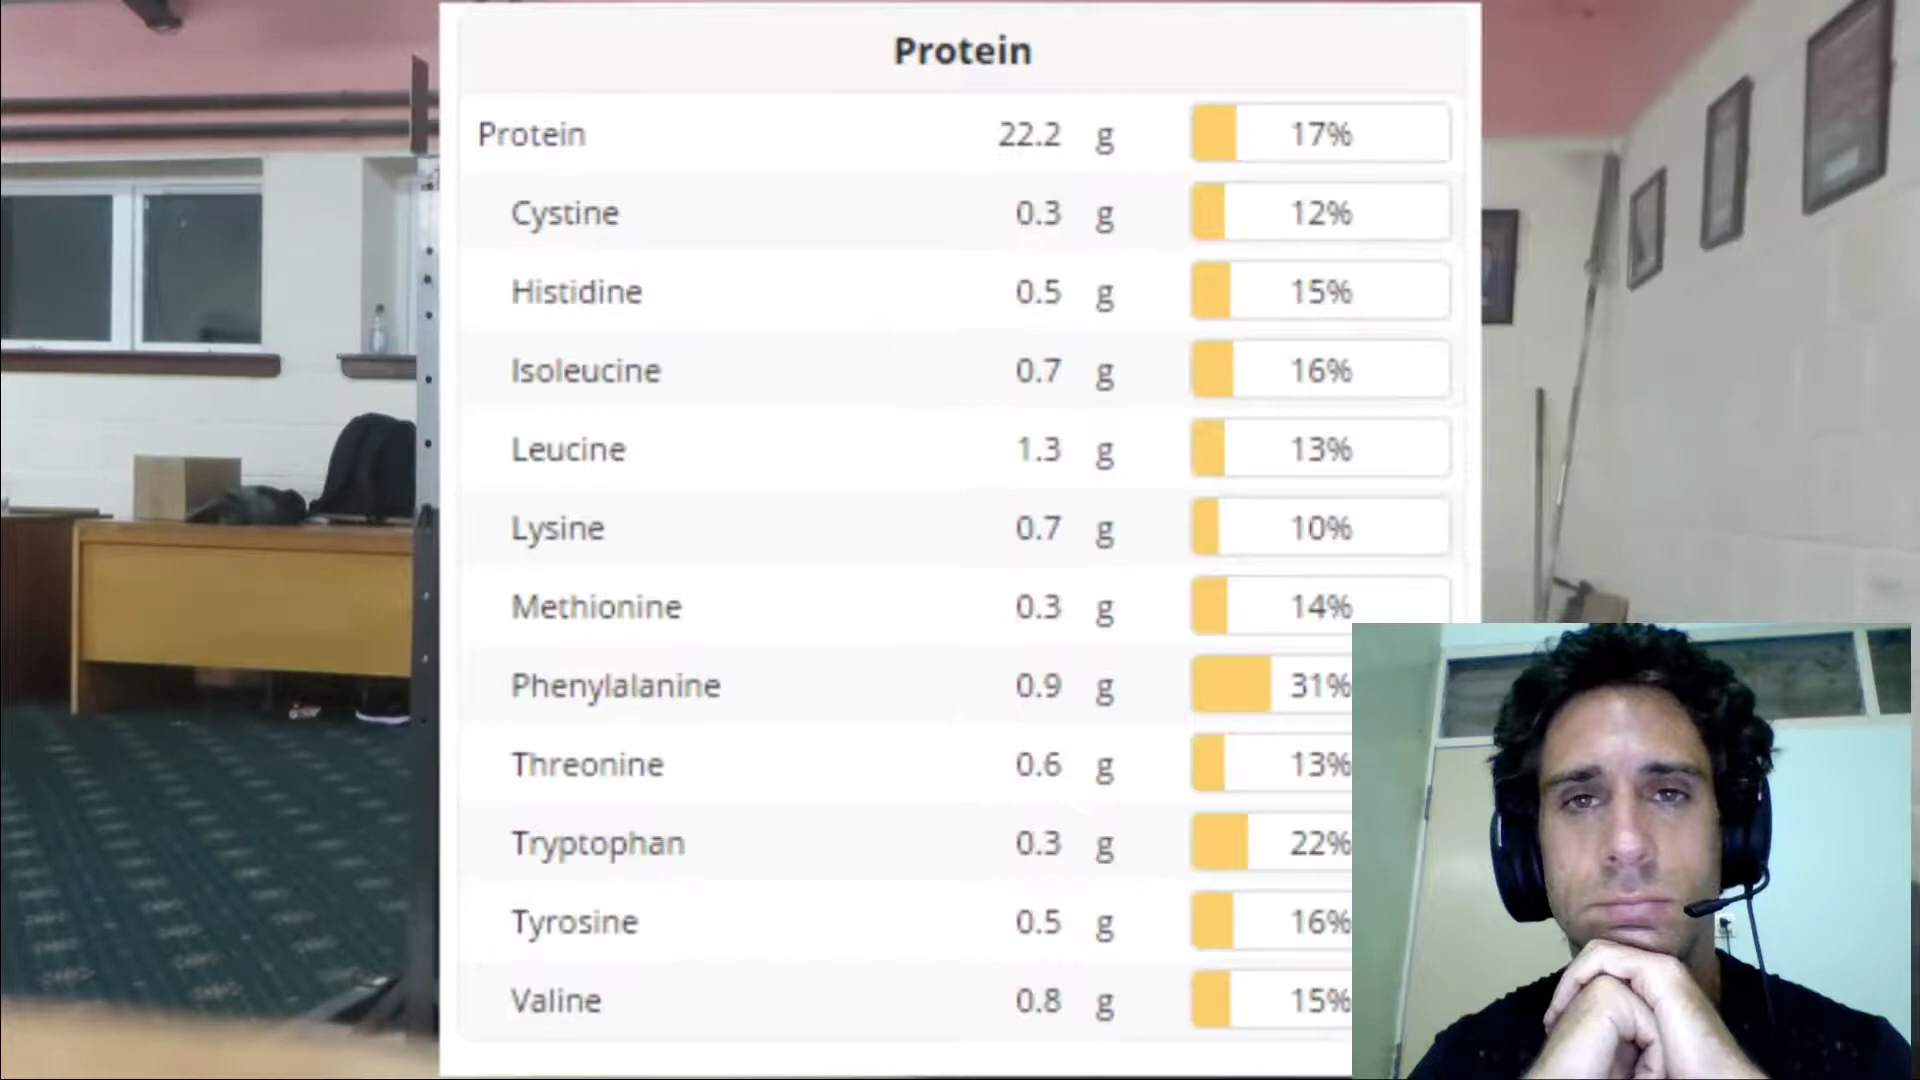 Protein
Protein 22.2 g 17%
Cystine 0.3 g 12%
Histidine 0.5 g 15%
Isoleucine 0.7 g 16%
Leucine 1.3 g 13%
Lysine 0.7 g 10%
Methionine 0.3 g 14%
Phenylalanine 0.9 g 31%
Threonine 0.6 g 13%
Tryptophan 0.3 g 22%
Tyrosine 0.5 g 16%
Valine 0.8 g 15%